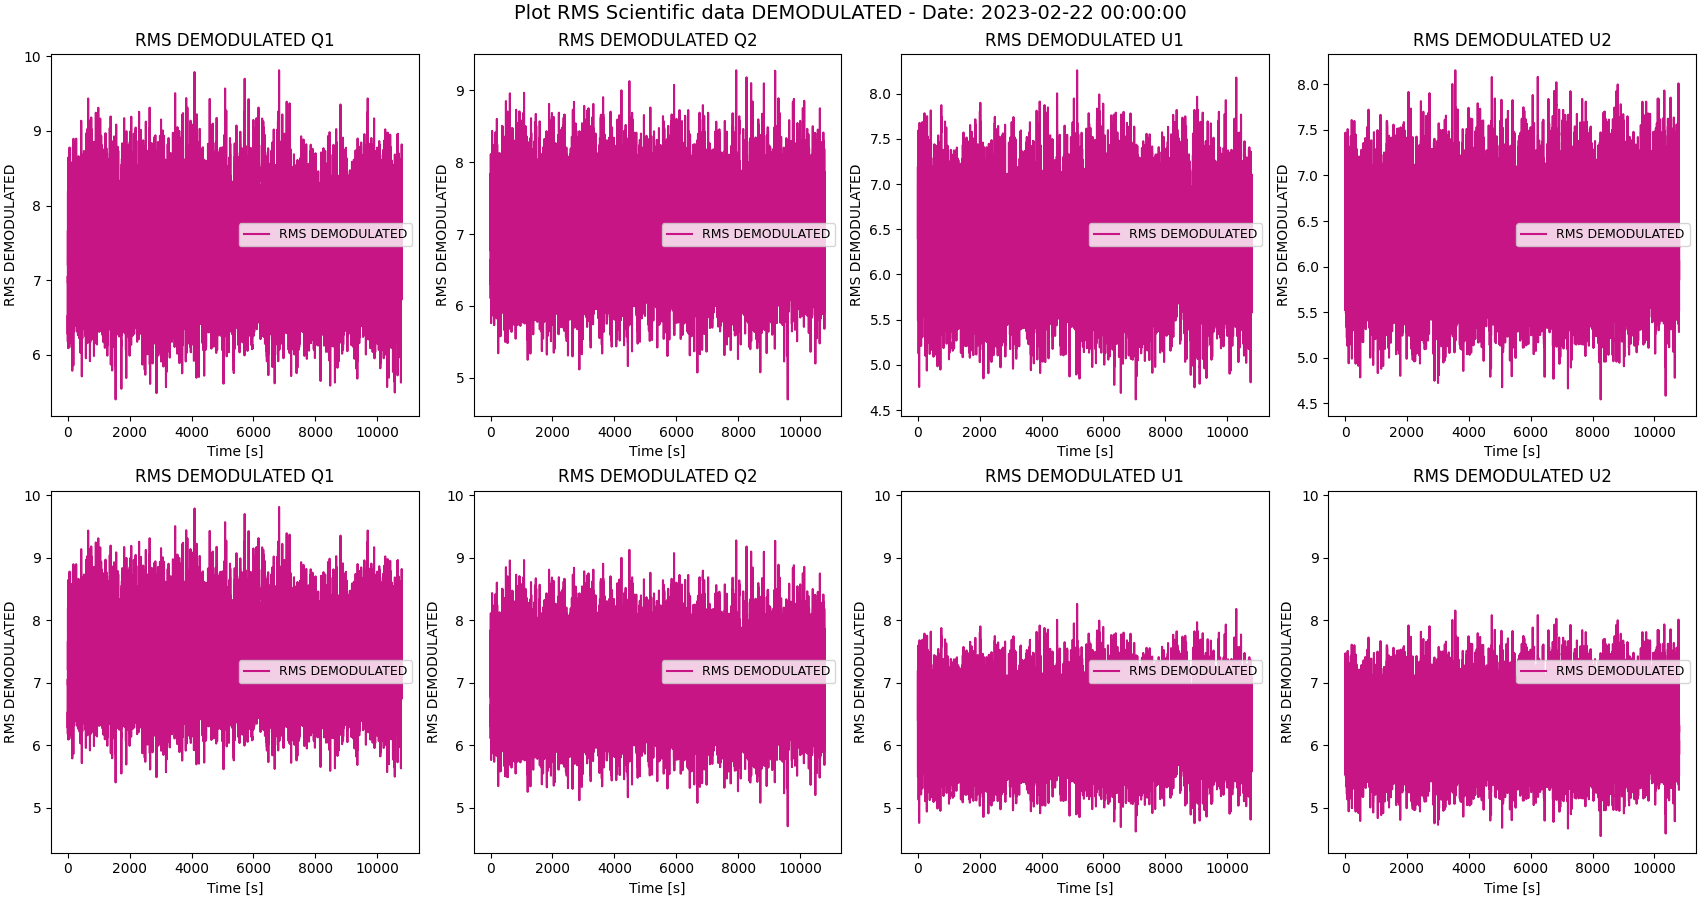 Plot RMS Scientific data DEMODULATED - Date: 2023-02-22 00:00:00
RMS DEMODULATED Q1
RMS DEMODULATED
10
9
8
7
6
RMS DEMODULATED
0 2000 4000 6000 8000 10000
Time [s]
RMS DEMODULATED Q2
RMS DEMODULATED
9
8
7
6
5
RMS DEMODULATED
0 2000 4000 6000 8000 10000
Time [s]
RMS DEMODULATED U1
RMS DEMODULATED
8.0
7.5
7.0
6.5
6.0
5.5
5.0
4.5
RMS DEMODULATED
0 2000 4000 6000 8000 10000
Time [s]
RMS DEMODULATED U2
RMS DEMODULATED
8.0
7.5
7.0
6.5
6.0
5.5
5.0
4.5
RMS DEMODULATED
0 2000 4000 6000 8000 10000
Time [s]
RMS DEMODULATED Q1
RMS DEMODULATED
10
9
8
7
6
5
RMS DEMODULATED
0 2000 4000 6000 8000 10000
Time [s]
RMS DEMODULATED Q2
RMS DEMODULATED
10
9
8
7
6
5
RMS DEMODULATED
0 2000 4000 6000 8000 10000
Time [s]
RMS DEMODULATED U1
RMS DEMODULATED
10
9
8
7
6
5
RMS DEMODULATED
0 2000 4000 6000 8000 10000
Time [s]
RMS DEMODULATED U2
RMS DEMODULATED
10
9
8
7
6
5
RMS DEMODULATED
0 2000 4000 6000 8000 10000
Time [s]